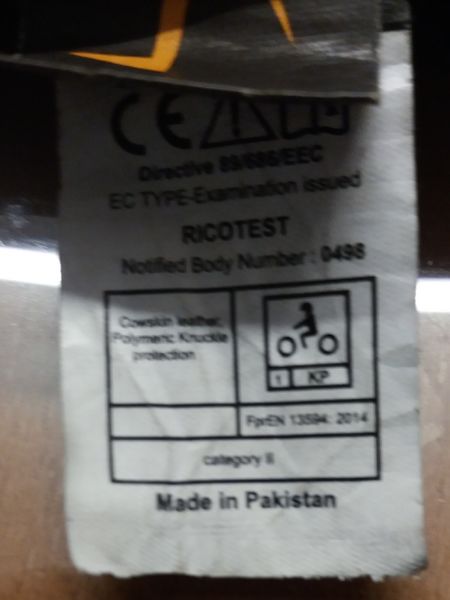 CE
Directive 89/686/EEC
EC TYPE-Examination issued
RICOTEST
Notified Body Number : 0498
Cowskin leather,
Polymeric Knuckle
protection
1 KP
FprEN 13594: 2014
category II
Made in Pakistan